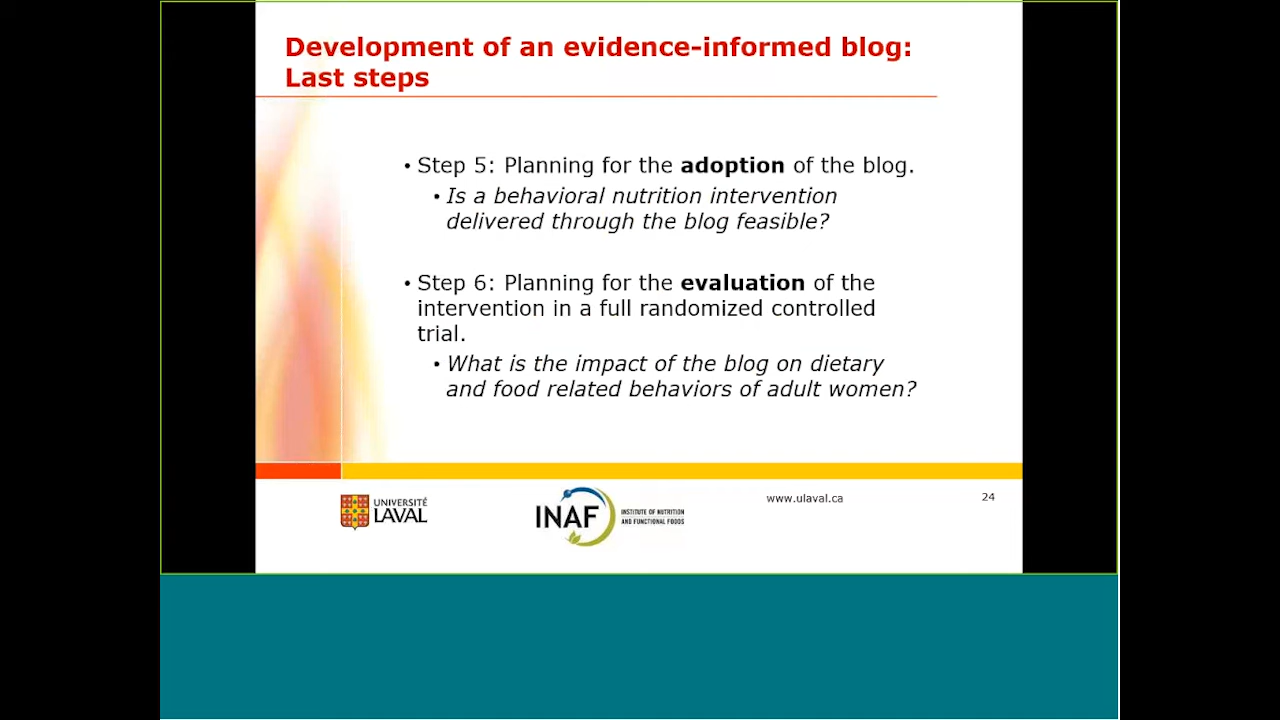 Development of an evidence-informed blog:
Last steps
• Step 5: Planning for the adoption of the blog.
• Is a behavioral nutrition intervention
delivered through the blog feasible?
• Step 6: Planning for the evaluation of the
intervention in a full randomized controlled
trial.
• What is the impact of the blog on dietary
and food related behaviors of adult women?
UNIVERSITÉ
LAVAL
INAF
INSTITUTE OF NUTRITION
AND FUNCTIONAL FOODS
www.ulaval.ca
24